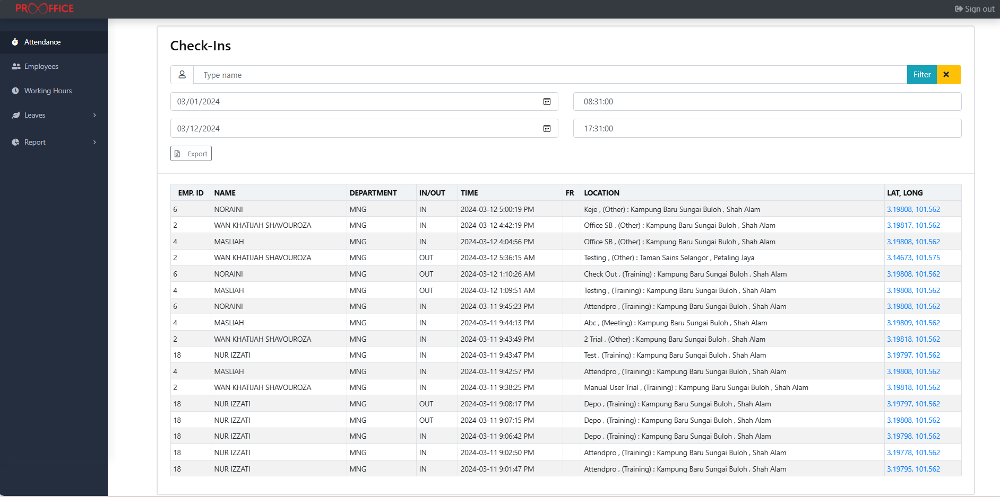 PROOFFICE
Sign out
Attendance
Employees
Working Hours
Leaves
Report
Check-Ins
Type name
Filter
03/01/2024 08:31:00
03/12/2024 17:31:00
Export
EMP. ID NAME DEPARTMENT IN/OUT TIME FR LOCATION LAT, LONG
6 NORAINI MNG IN 2024-03-12 5:00:19 PM Keje , (Other) : Kampung Baru Sungai Buloh , Shah Alam 3.19808, 101.562
2 WAN KHATIJAH SHAVOUROZA MNG IN 2024-03-12 4:42:19 PM Office SB , (Other) : Kampung Baru Sungai Buloh , Shah Alam 3.19817, 101.562
4 MASLIAH MNG IN 2024-03-12 4:04:56 PM Office SB , (Other) : Kampung Baru Sungai Buloh , Shah Alam 3.19808, 101.562
2 WAN KHATIJAH SHAVOUROZA MNG OUT 2024-03-12 5:36:15 AM Testing , (Other) : Taman Sains Selangor , Petaling Jaya 3.14673, 101.575
6 NORAINI MNG OUT 2024-03-12 1:10:26 AM Check Out , (Training) : Kampung Baru Sungai Buloh , Shah Alam 3.19808, 101.562
4 MASLIAH MNG OUT 2024-03-12 1:09:51 AM Testing , (Training) : Kampung Baru Sungai Buloh , Shah Alam 3.19808, 101.562
6 NORAINI MNG IN 2024-03-11 9:45:23 PM Attendpro , (Training) : Kampung Baru Sungai Buloh , Shah Alam 3.19808, 101.562
4 MASLIAH MNG IN 2024-03-11 9:44:13 PM Abc , (Meeting) : Kampung Baru Sungai Buloh , Shah Alam 3.19809, 101.562
2 WAN KHATIJAH SHAVOUROZA MNG IN 2024-03-11 9:43:49 PM 2 Trial , (Other) : Kampung Baru Sungai Buloh , Shah Alam 3.19818, 101.562
18 NUR IZZATI MNG IN 2024-03-11 9:43:47 PM Test , (Training) : Kampung Baru Sungai Buloh , Shah Alam 3.19797, 101.562
4 MASLIAH MNG IN 2024-03-11 9:42:57 PM Attendpro , (Training) : Kampung Baru Sungai Buloh , Shah Alam 3.19808, 101.562
2 WAN KHATIJAH SHAVOUROZA MNG IN 2024-03-11 9:38:25 PM Manual User Trial , (Training) : Kampung Baru Sungai Buloh , Shah Alam 3.19818, 101.562
18 NUR IZZATI MNG OUT 2024-03-11 9:08:17 PM Depo , (Training) : Kampung Baru Sungai Buloh , Shah Alam 3.19797, 101.562
18 NUR IZZATI MNG OUT 2024-03-11 9:07:15 PM Depo , (Training) : Kampung Baru Sungai Buloh , Shah Alam 3.19808, 101.562
18 NUR IZZATI MNG IN 2024-03-11 9:06:42 PM Depo , (Training) : Kampung Baru Sungai Buloh , Shah Alam 3.19798, 101.562
18 NUR IZZATI MNG IN 2024-03-11 9:02:50 PM Attendpro , (Training) : Kampung Baru Sungai Buloh , Shah Alam 3.19778, 101.562
18 NUR IZZATI MNG IN 2024-03-11 9:01:47 PM Attendpro , (Training) : Kampung Baru Sungai Buloh , Shah Alam 3.19795, 101.562